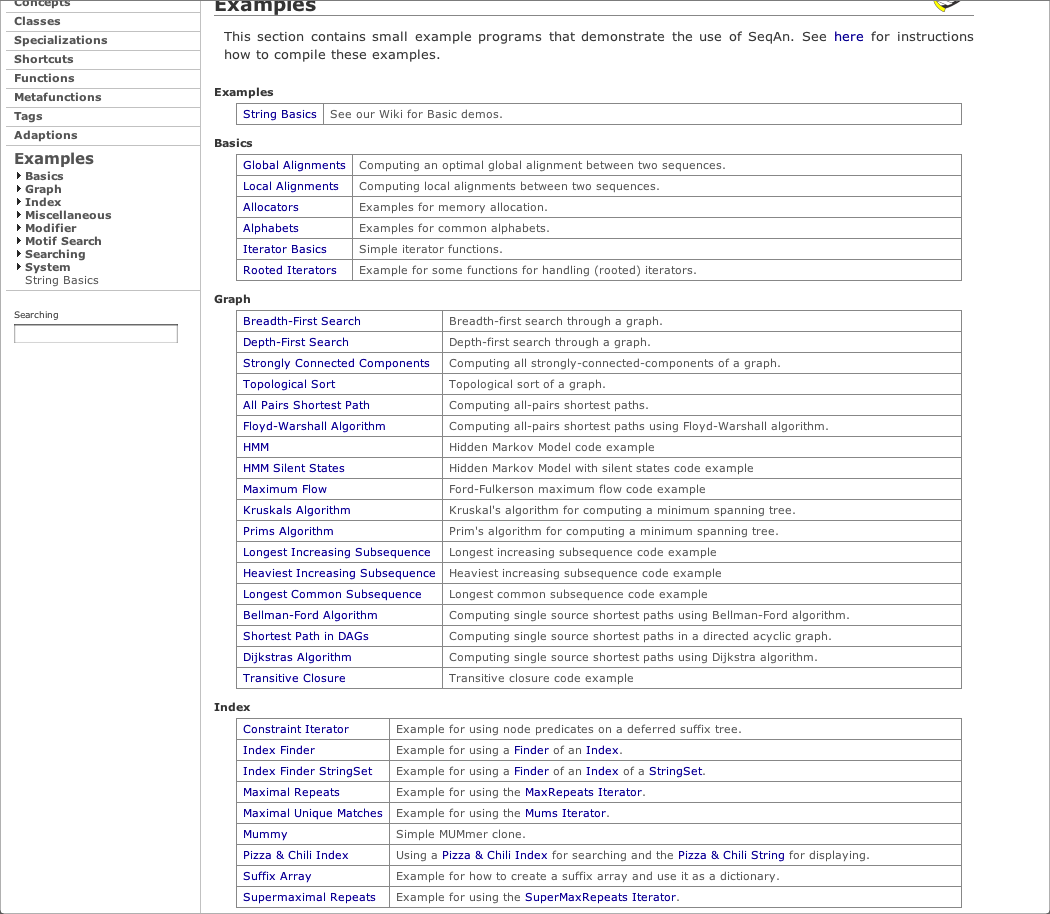 Concepts
Classes
Specializations
Shortcuts
Functions
Metafunctions
Tags
Adaptions
Examples
Basics
Graph
Index
Miscellaneous
Modifier
Motif Search
Searching
System
String Basics
Searching
Examples
This section contains small example programs that demonstrate the use of SeqAn. See here for instructions
how to compile these examples.
Examples
String Basics See our Wiki for Basic demos.
Basics
Global Alignments Computing an optimal global alignment between two sequences.
Local Alignments Computing local alignments between two sequences.
Allocators Examples for memory allocation.
Alphabets Examples for common alphabets.
Iterator Basics Simple iterator functions.
Rooted Iterators Example for some functions for handling (rooted) iterators.
Graph
Breadth-First Search Breadth-first search through a graph.
Depth-First Search Depth-first search through a graph.
Strongly Connected Components Computing all strongly-connected-components of a graph.
Topological Sort Topological sort of a graph.
All Pairs Shortest Path Computing all-pairs shortest paths.
Floyd-Warshall Algorithm Computing all-pairs shortest paths using Floyd-Warshall algorithm.
HMM Hidden Markov Model code example
HMM Silent States Hidden Markov Model with silent states code example
Maximum Flow Ford-Fulkerson maximum flow code example
Kruskals Algorithm Kruskal's algorithm for computing a minimum spanning tree.
Prims Algorithm Prim's algorithm for computing a minimum spanning tree.
Longest Increasing Subsequence Longest increasing subsequence code example
Heaviest Increasing Subsequence Heaviest increasing subsequence code example
Longest Common Subsequence Longest common subsequence code example
Bellman-Ford Algorithm Computing single source shortest paths using Bellman-Ford algorithm.
Shortest Path in DAGs Computing single source shortest paths in a directed acyclic graph.
Dijkstras Algorithm Computing single source shortest paths using Dijkstra algorithm.
Transitive Closure Transitive closure code example
Index
Constraint Iterator Example for using node predicates on a deferred suffix tree.
Index Finder Example for using a Finder of an Index.
Index Finder StringSet Example for using a Finder of an Index of a StringSet.
Maximal Repeats Example for using the MaxRepeats Iterator.
Maximal Unique Matches Example for using the Mums Iterator.
Mummy Simple MUMmer clone.
Pizza & Chili Index Using a Pizza & Chili Index for searching and the Pizza & Chili String for displaying.
Suffix Array Example for how to create a suffix array and use it as a dictionary.
Supermaximal Repeats Example for using the SuperMaxRepeats Iterator.